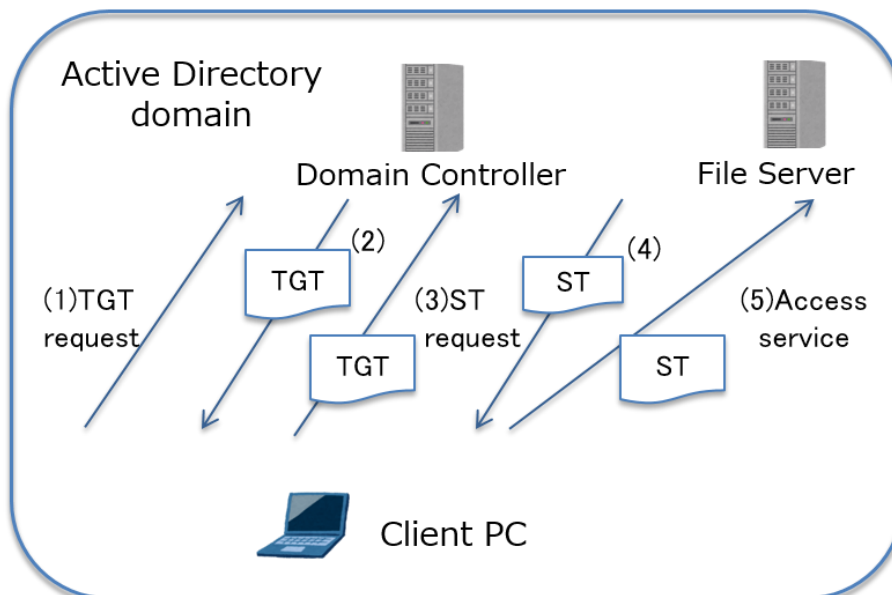 Active Directory
domain
Domain Controller
File Server
(1)TGT
request
(2)
TGT
TGT
(3)ST
request
ST
(4)
ST
(5)Access
service
Client PC